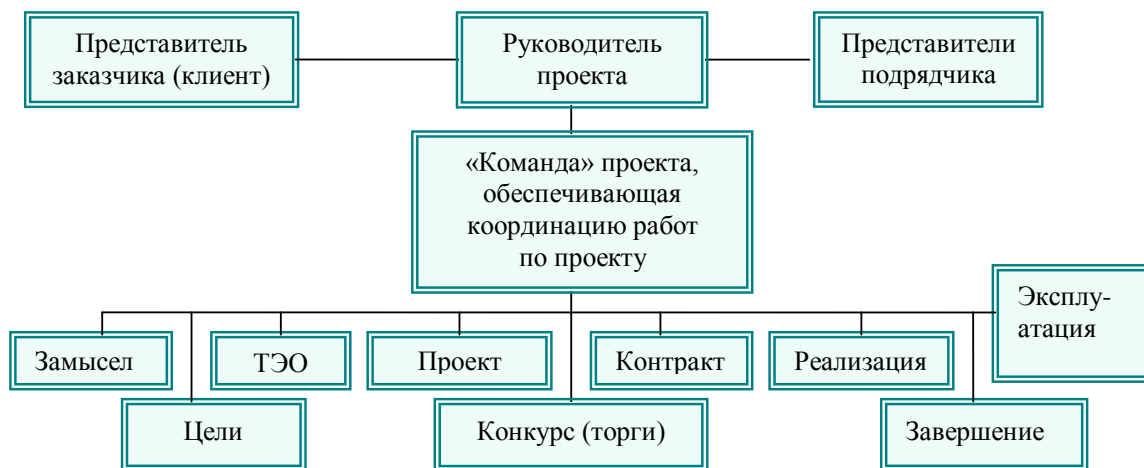 Представитель
заказчика (клиент)
Руководитель
проекта
Представители
подрядчика
«Команда» проекта,
обеспечивающая
координацию работ
по проекту
Эксплу-
атация
Замысел
ТЭО
Проект
Контракт
Реализация
Цели
Конкурс (торги)
Завершение